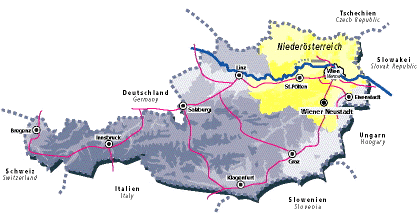 Tschechien
Czech Republic
Niederösterreich
Slowakei
Slovak Republic
Linz
Wien
St.Pölten
Deutschland
Germany
Eisenstadt
Salzburg
Wiener Neustadt
Bregenz
Innsbruck
Ungarn
Hungary
Graz
Schweiz
Switzerland
Klagenfurt
Italien
Italy
Slowenien
Slovenia